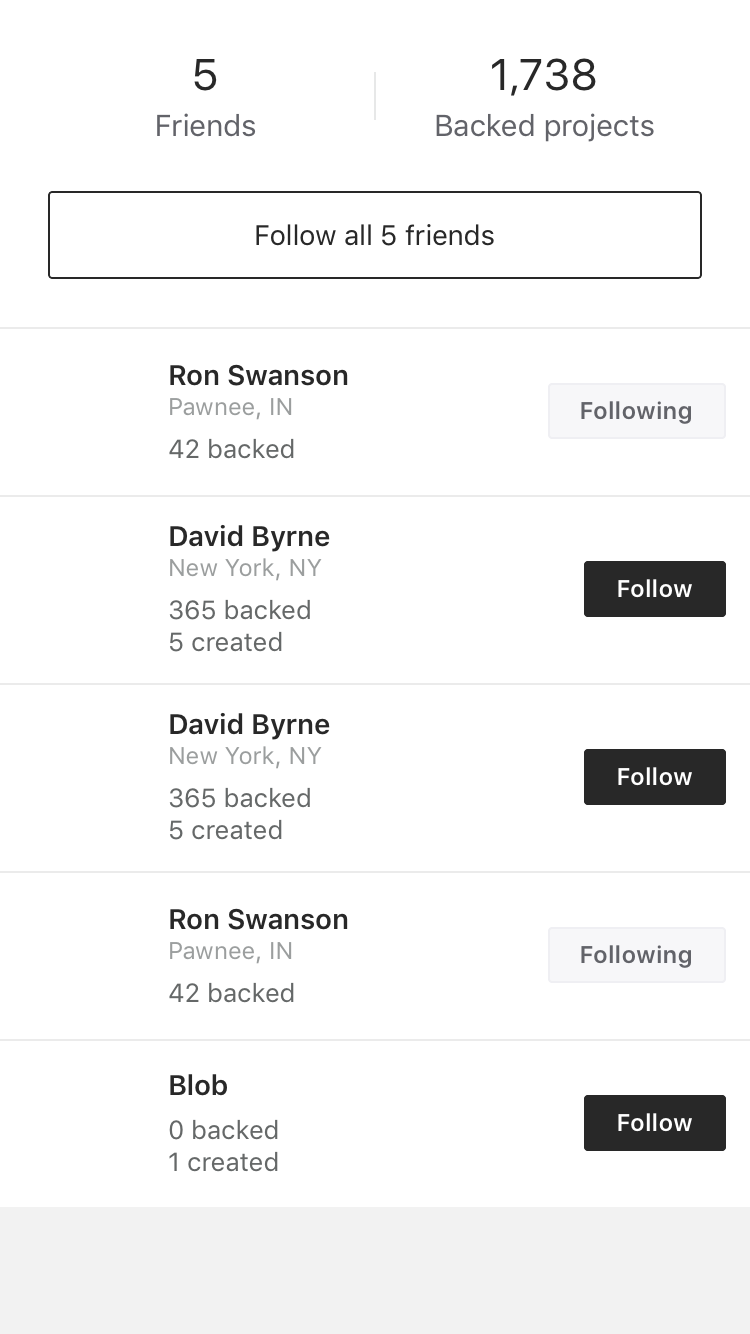 5
Friends
1,738
Backed projects
Follow all 5 friends
Ron Swanson
Pawnee, IN
42 backed
Following
David Byrne
New York, NY
365 backed
5 created
Follow
David Byrne
New York, NY
365 backed
5 created
Follow
Ron Swanson
Pawnee, IN
42 backed
Following
Blob
0 backed
1 created
Follow